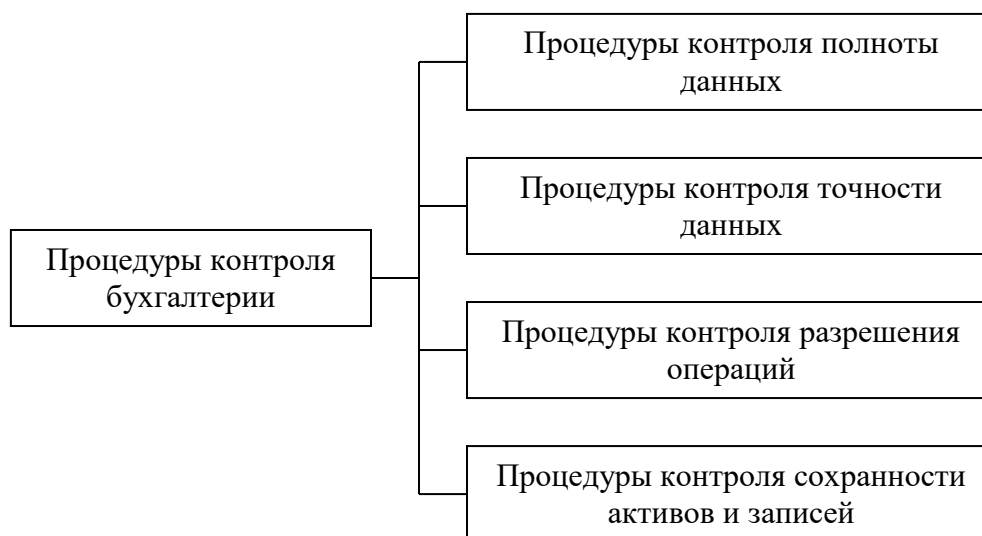 Процедуры контроля полноты
данных
Процедуры контроля точности
данных
Процедуры контроля
бухгалтерии
Процедуры контроля разрешения
операций
Процедуры контроля сохранности
активов и записей